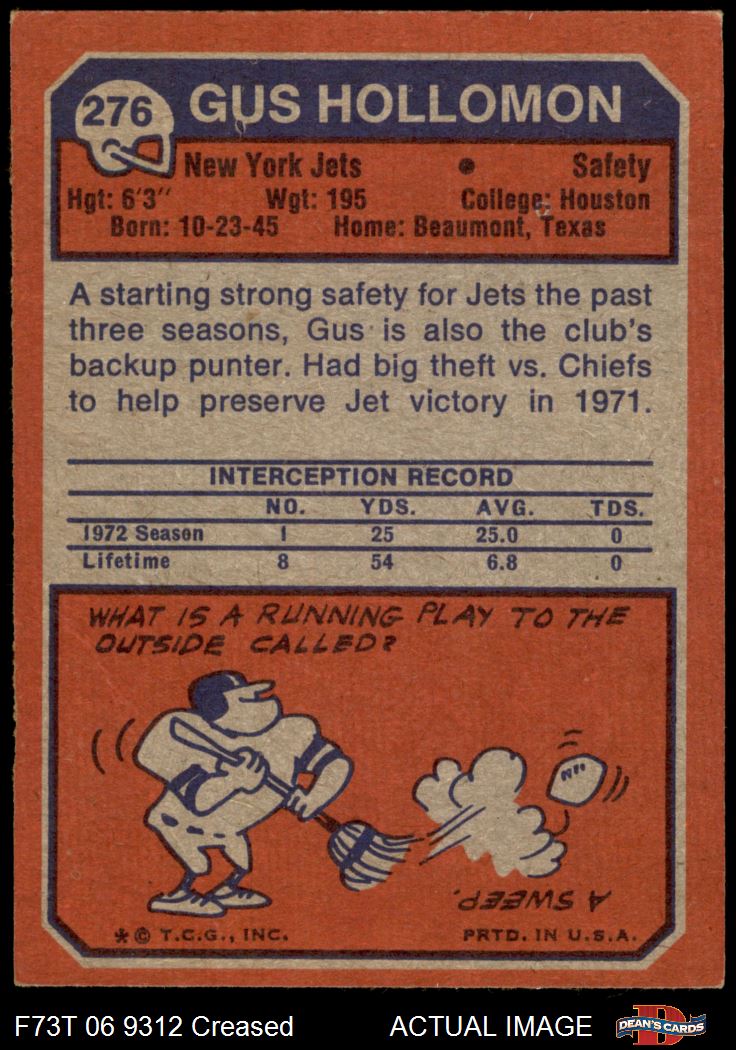 276 GUS HOLLOMON
New York Jets • Safety
Hgt: 6'3" Wgt: 195 College: Houston
Born: 10-23-45 Home: Beaumont, Texas
A starting strong safety for Jets the past
three seasons, Gus is also the club's
backup punter. Had big theft vs. Chiefs
to help preserve Jet victory in 1971.
INTERCEPTION RECORD
NO. YDS. AVG. TDS.
1972 Season 1 25 25.0 0
Lifetime 8 54 6.8 0
WHAT IS A RUNNING PLAY TO THE
OUTSIDE CALLED?
A SWEEP.
* © T.C.G., INC. PRTD. IN U.S.A.
F73T 06 9312 Creased ACTUAL IMAGE DEAN'S CARDS